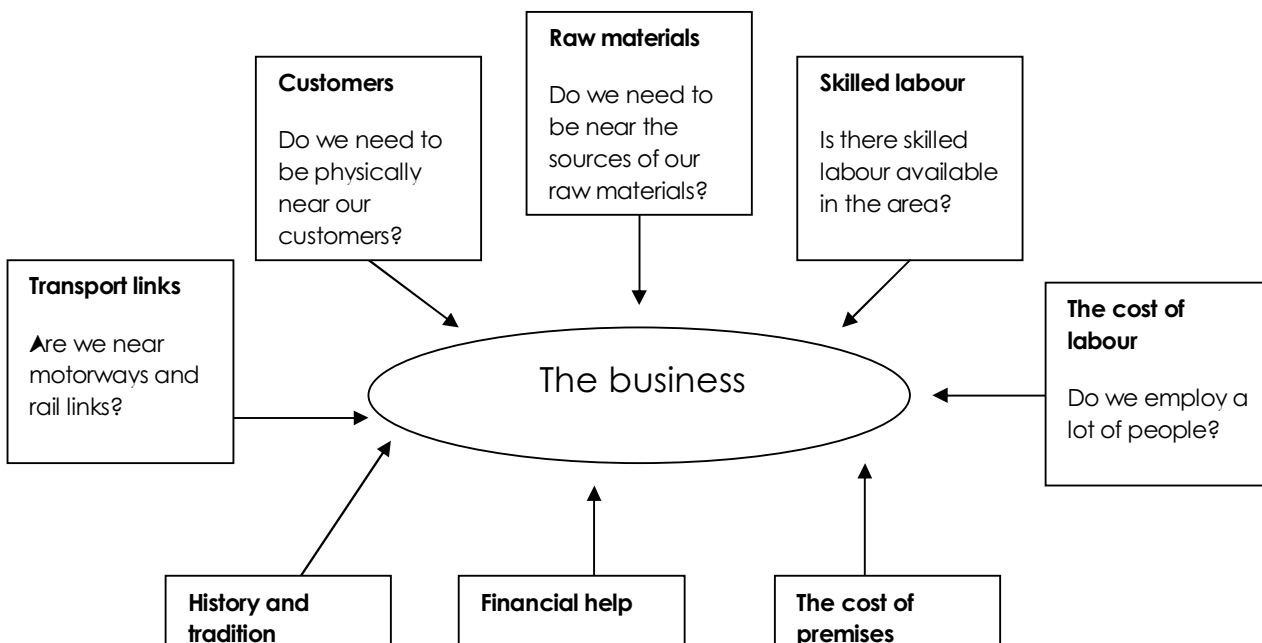 Raw materials
Do we need to
be near the
sources of our
raw materials?
Customers
Do we need to
be physically
near our
customers?
Skilled labour
Is there skilled
labour available
in the area?
Transport links
Are we near
motorways and
rail links?
The cost of
labour
Do we employ a
lot of people?
The business
History and
tradition
Financial help
The cost of
premises